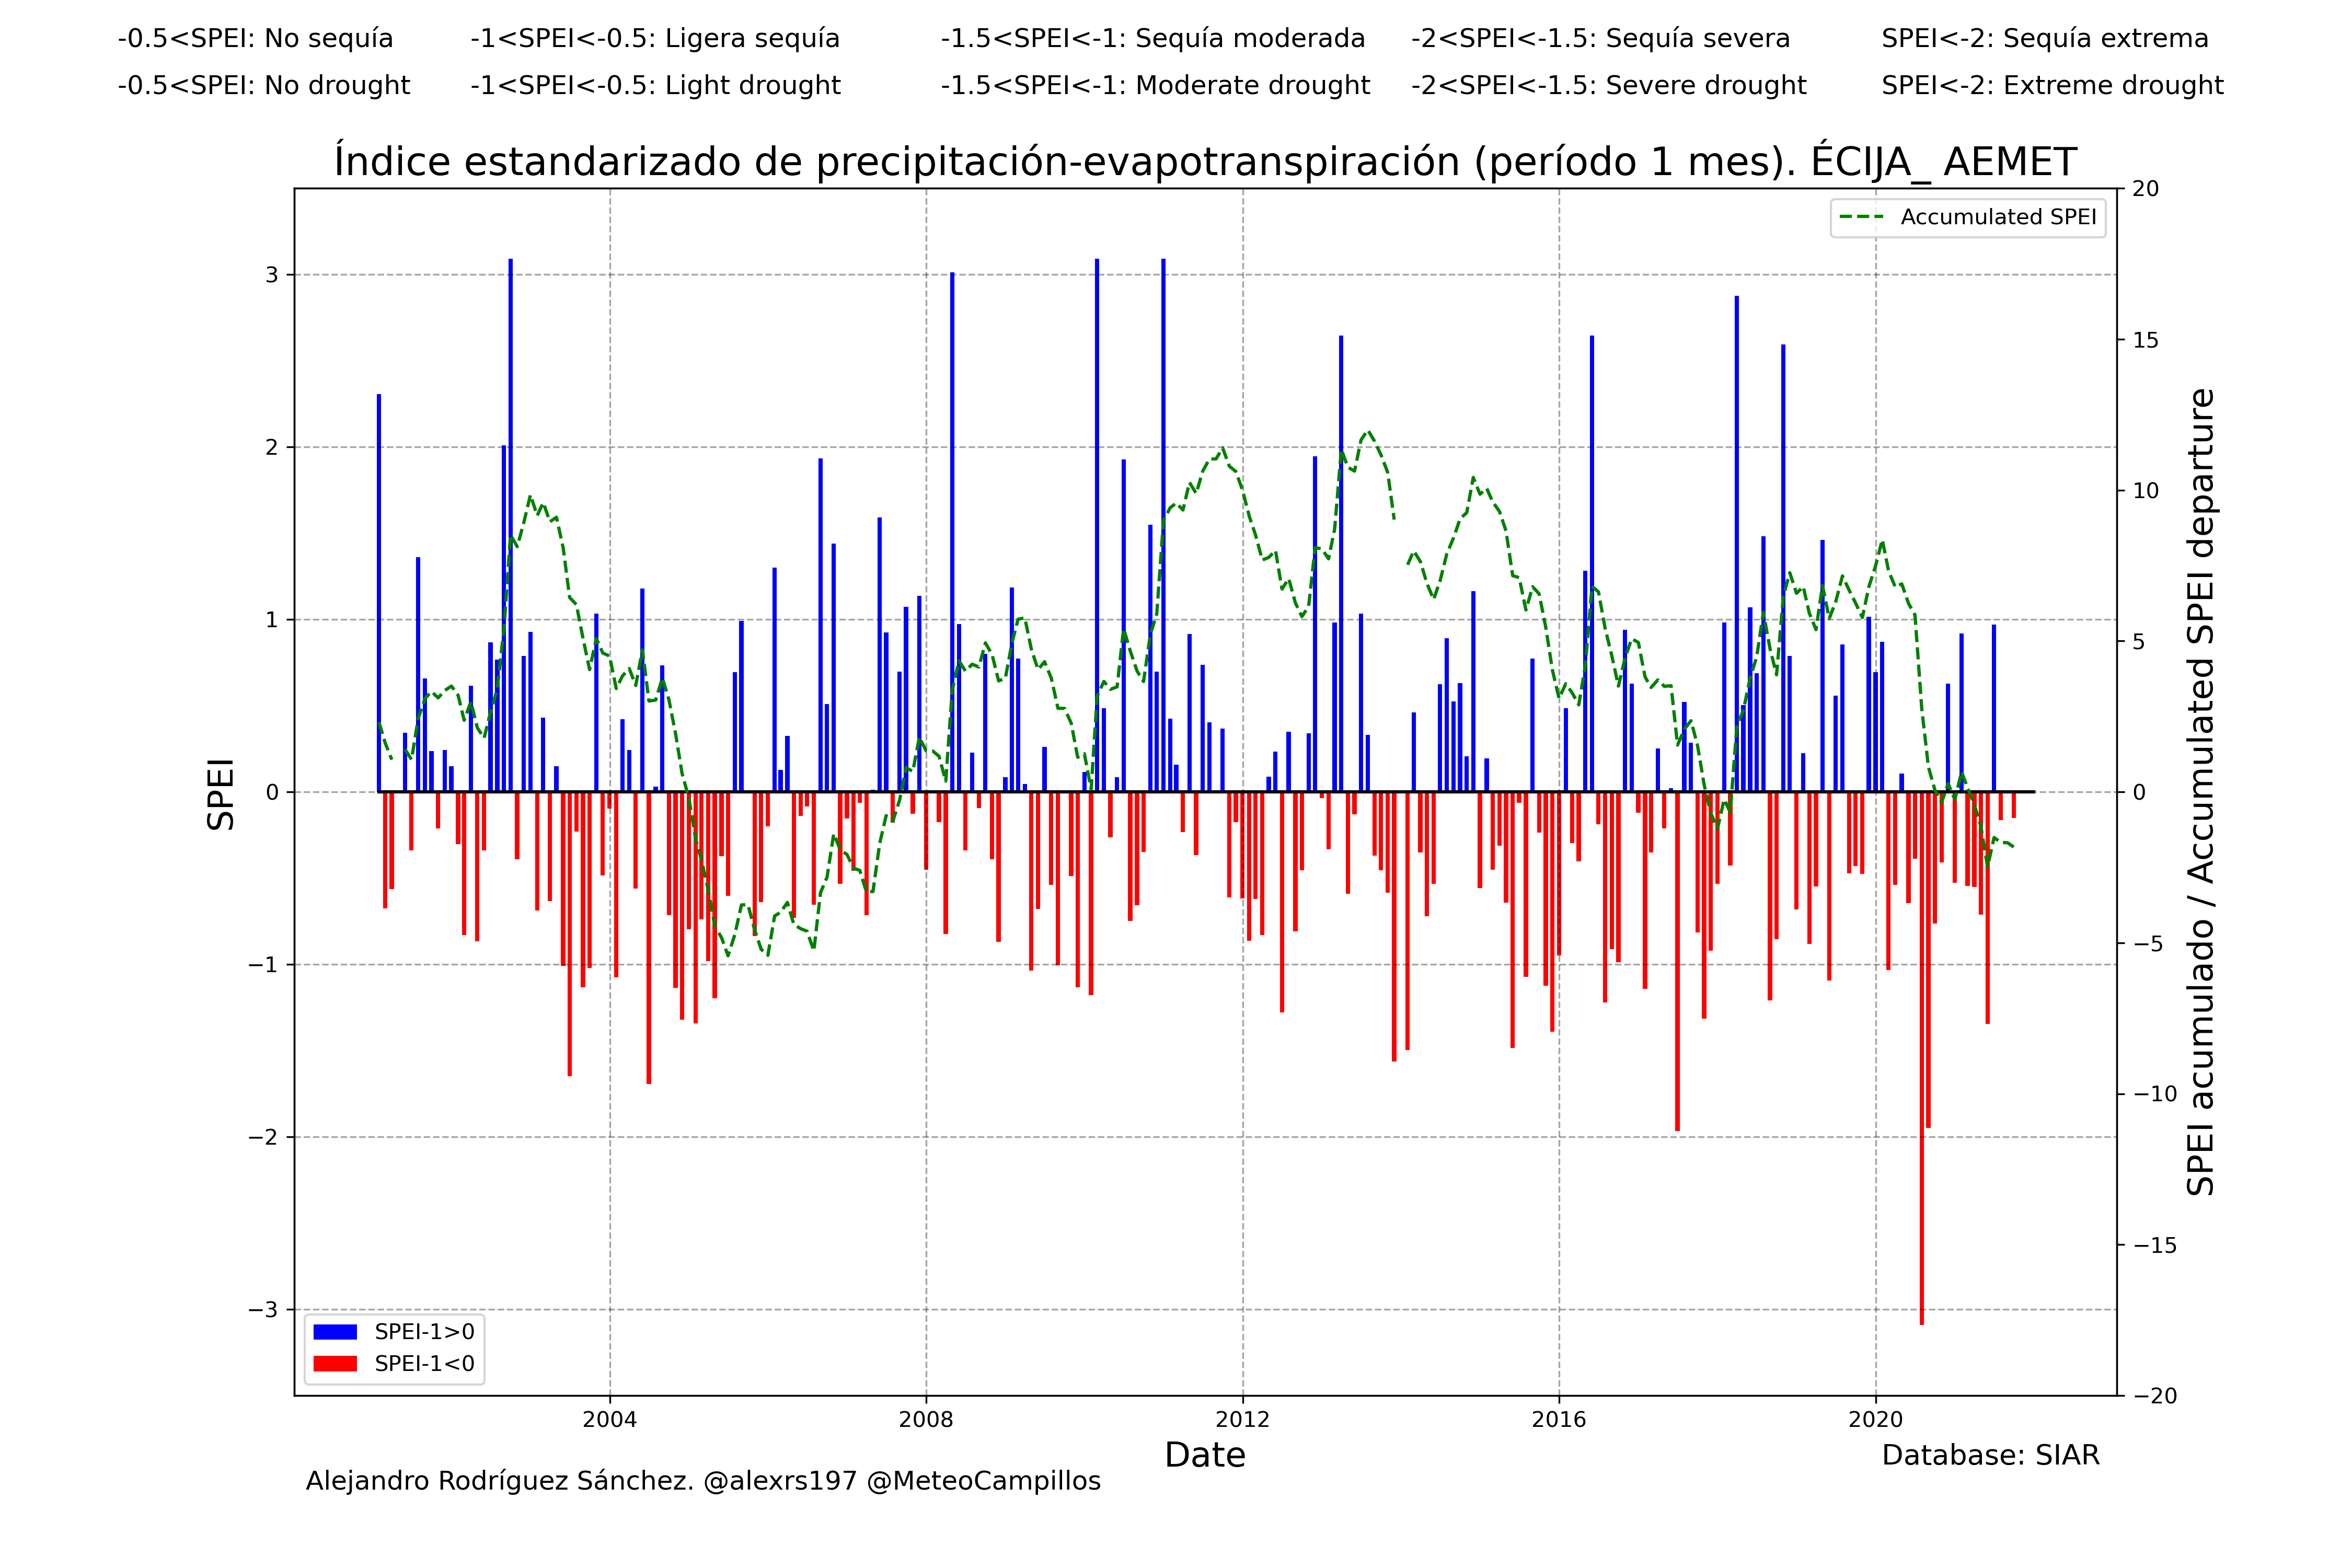 -0.5<SPEI: No sequía -1<SPEI<-0.5: Ligera sequía -1.5<SPEI<-1: Sequía moderada -2<SPEI<-1.5: Sequía severa SPEI<-2: Sequía extrema
-0.5<SPEI: No drought -1<SPEI<-0.5: Light drought -1.5<SPEI<-1: Moderate drought -2<SPEI<-1.5: Severe drought SPEI<-2: Extreme drought
Índice estandarizado de precipitación-evapotranspiración (período 1 mes). ÉCIJA_ AEMET
Accumulated SPEI
SPEI
3
2
1
0
−1
−2
−3
20
15
10
5
0
−5
−10
−15
−20
SPEI acumulado / Accumulated SPEI departure
SPEI-1>0
SPEI-1<0
2004 2008 2012 2016 2020
Date
Database: SIAR
Alejandro Rodríguez Sánchez. @alexrs197 @MeteoCampillos